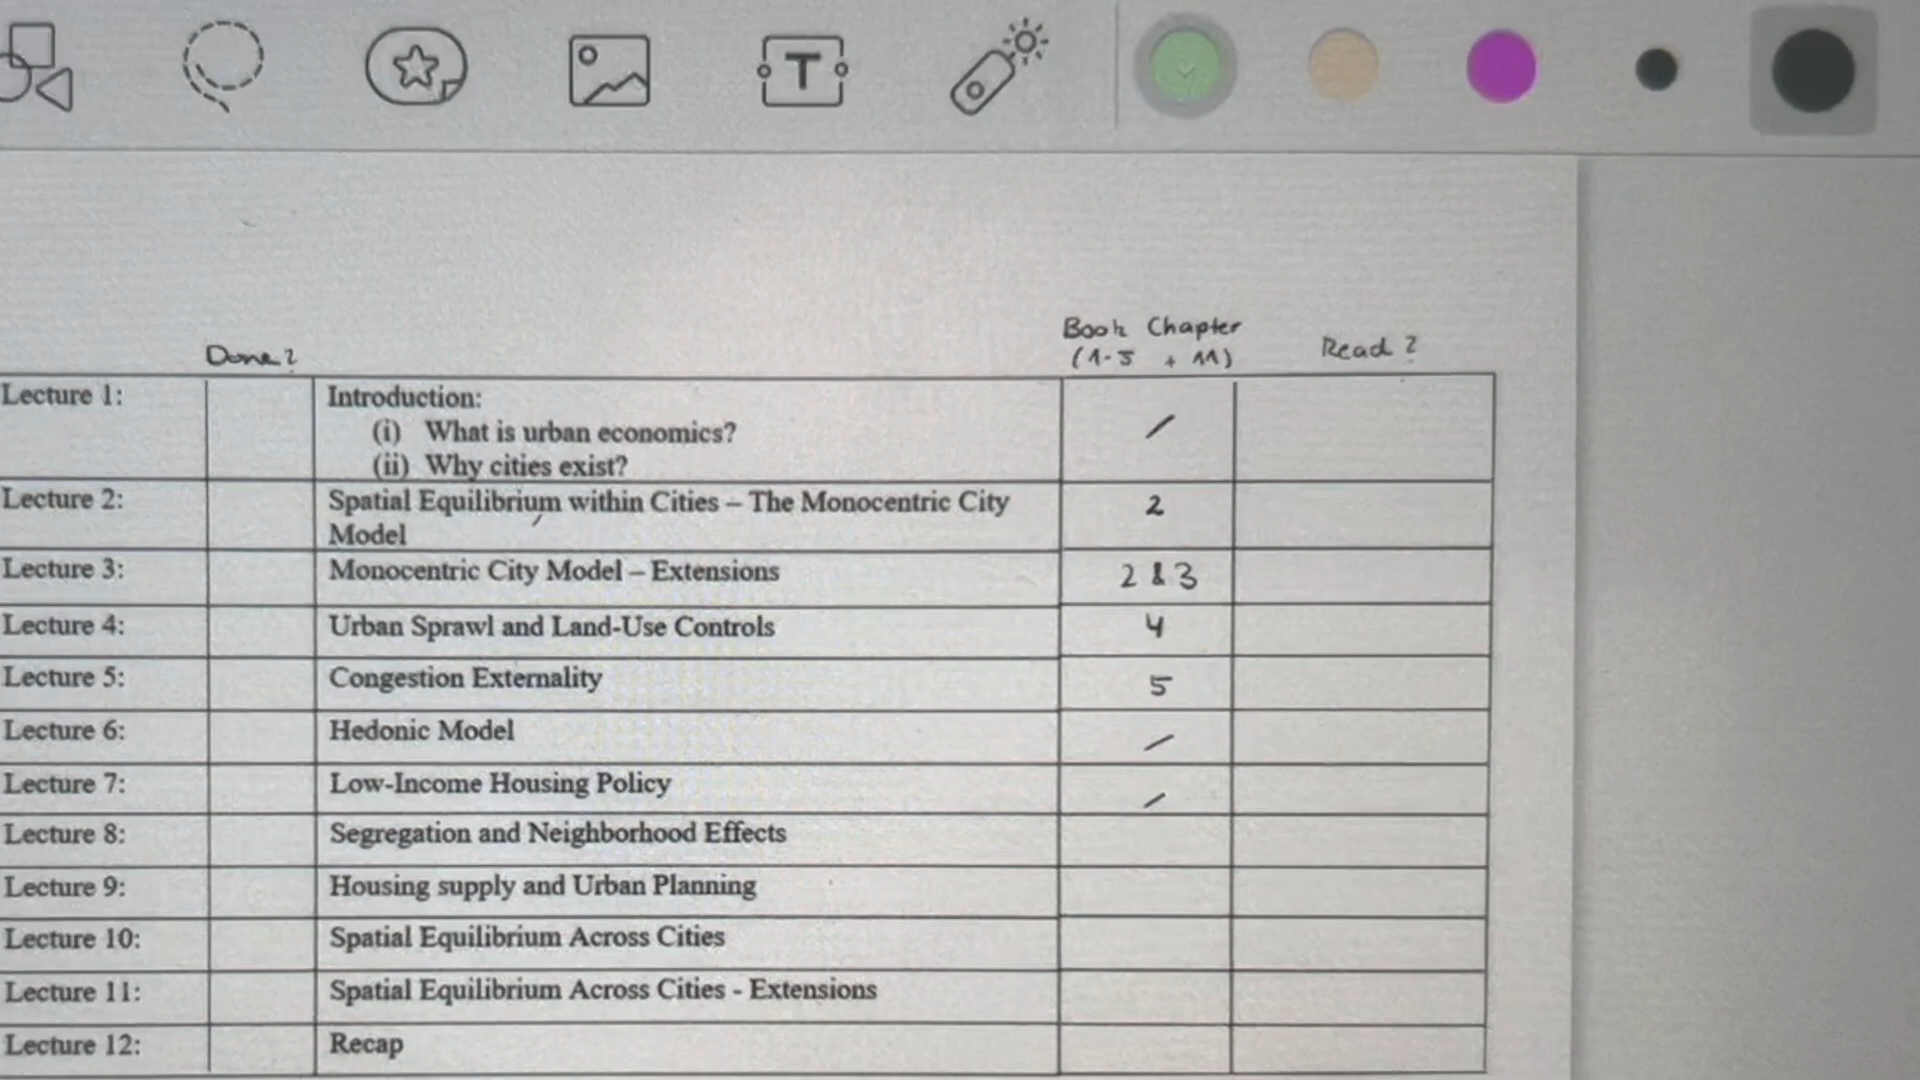 T
Book Chapter
Done? (1-5 + 11) Read?
Lecture 1: Introduction: /
(i) What is urban economics?
(ii) Why cities exist?
Lecture 2: Spatial Equilibrium within Cities – The Monocentric City 2
Model
Lecture 3: Monocentric City Model – Extensions 2 & 3
Lecture 4: Urban Sprawl and Land-Use Controls 4
Lecture 5: Congestion Externality 5
Lecture 6: Hedonic Model /
Lecture 7: Low-Income Housing Policy /
Lecture 8: Segregation and Neighborhood Effects
Lecture 9: Housing supply and Urban Planning
Lecture 10: Spatial Equilibrium Across Cities
Lecture 11: Spatial Equilibrium Across Cities - Extensions
Lecture 12: Recap